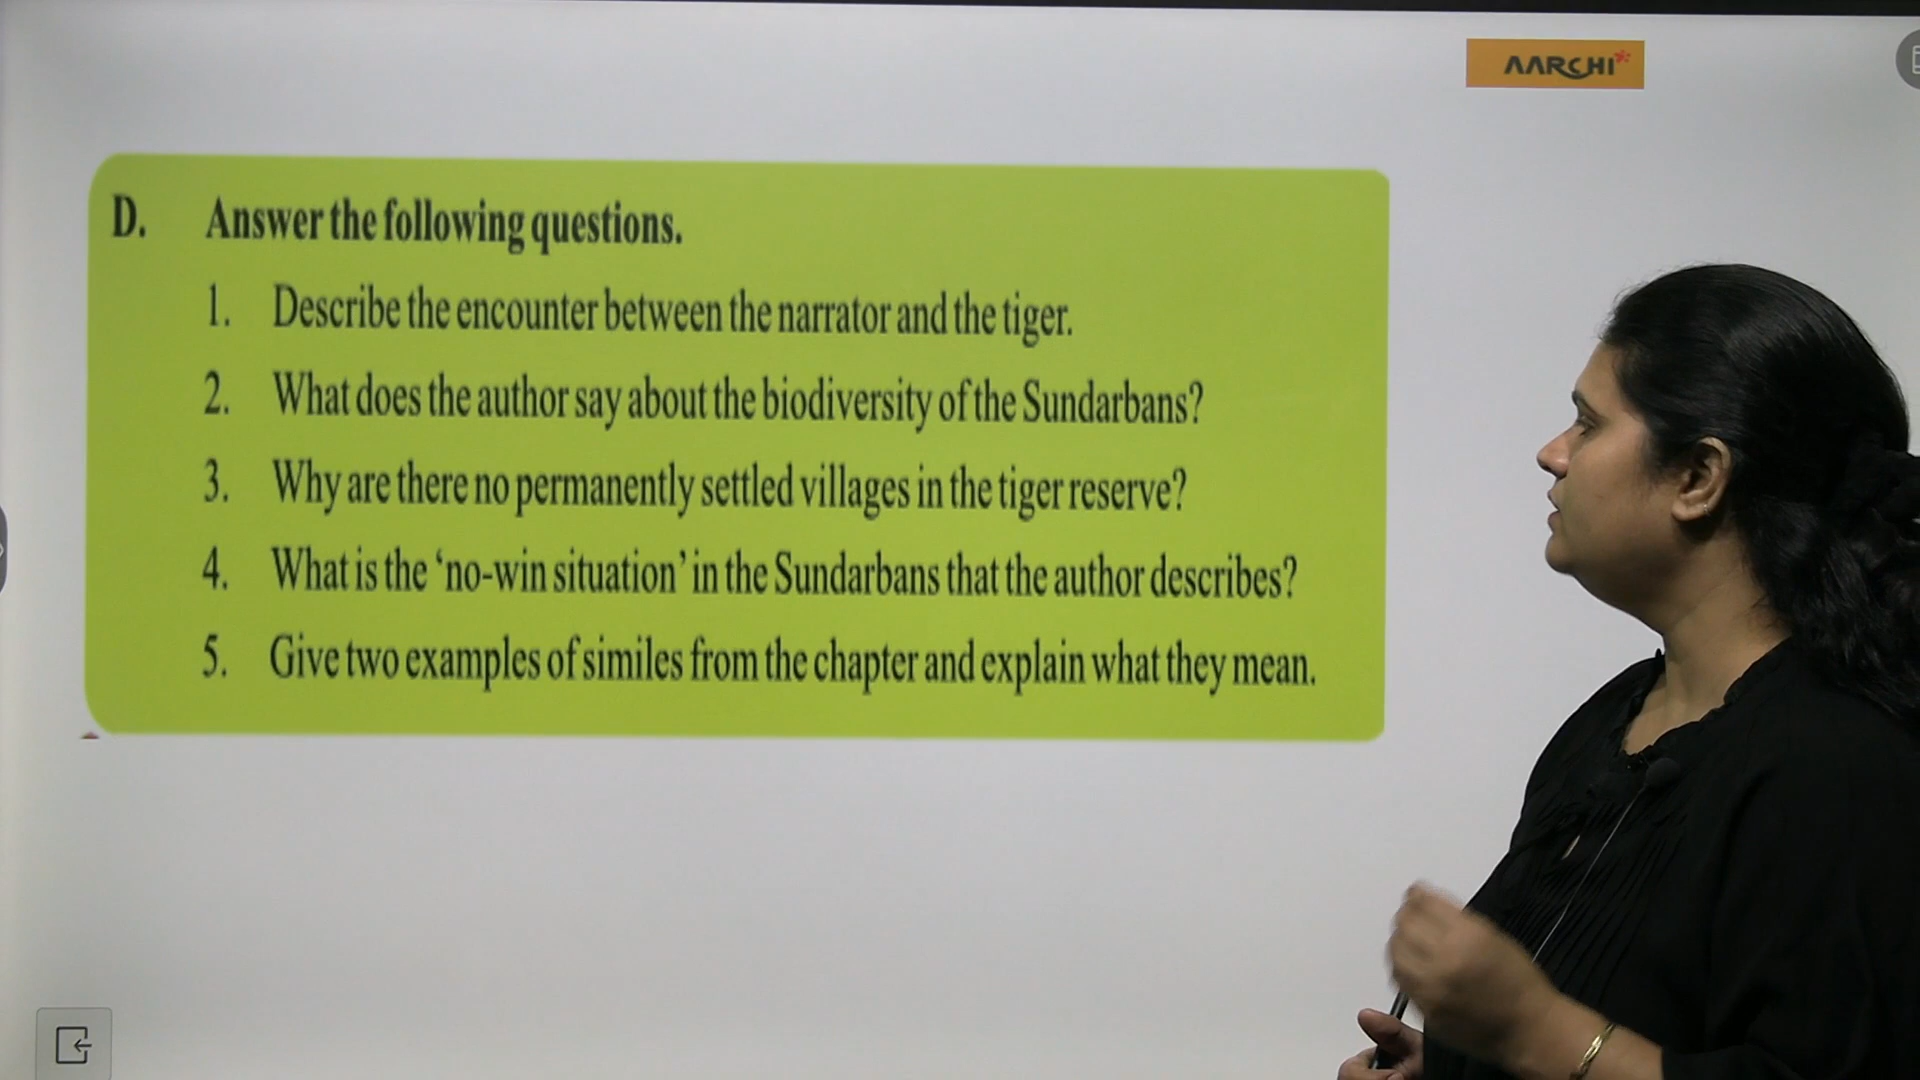 AARCHI
D. Answer the following questions.
1. Describe the encounter between the narrator and the tiger.
2. What does the author say about the biodiversity of the Sundarbans?
3. Why are there no permanently settled villages in the tiger reserve?
4. What is the ‘no-win situation’ in the Sundarbans that the author describes?
5. Give two examples of similes from the chapter and explain what they mean.